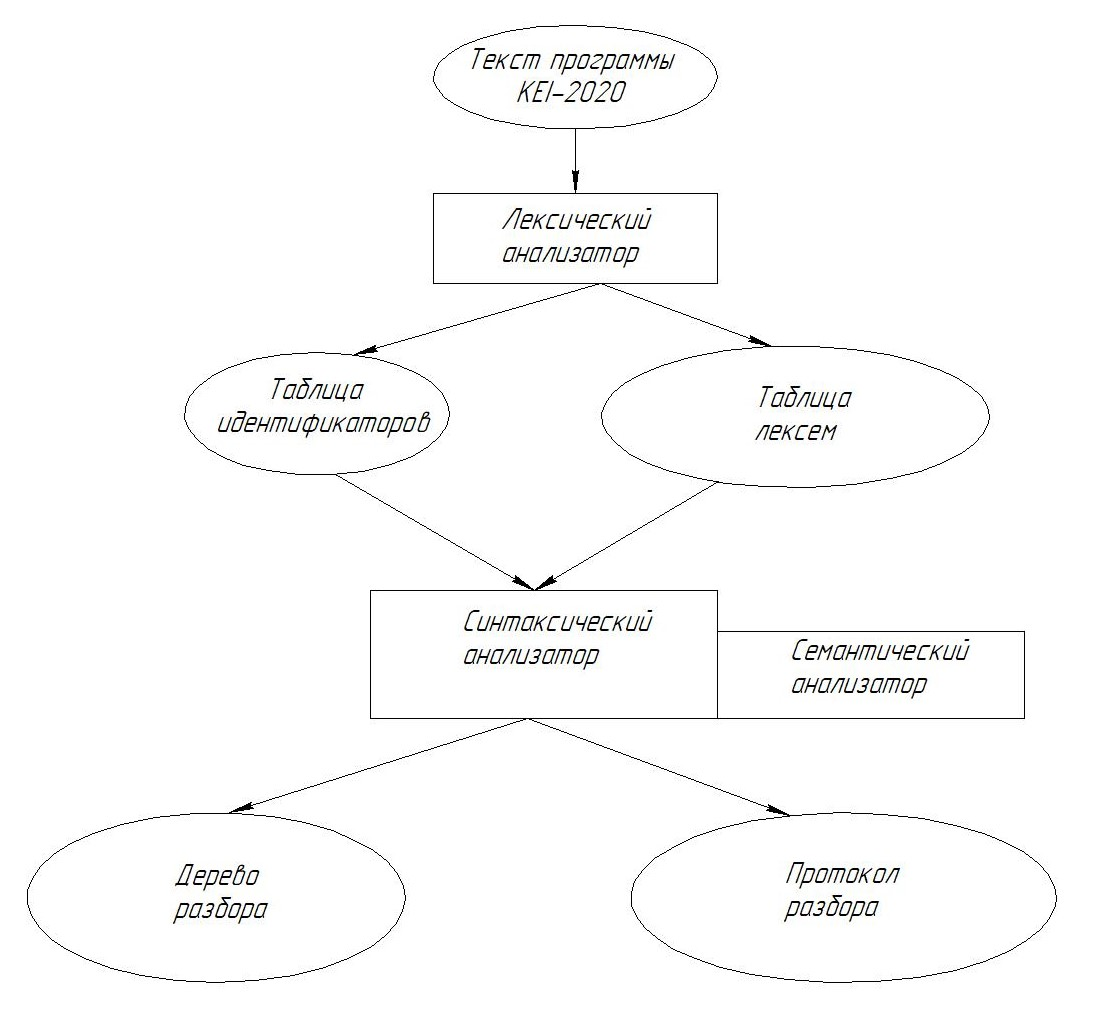 Текст программы
KEI-2020
Лексический
анализатор
Таблица
идентификаторов
Таблица
лексем
Синтаксический
анализатор
Семантический
анализатор
Дерево
разбора
Протокол
разбора